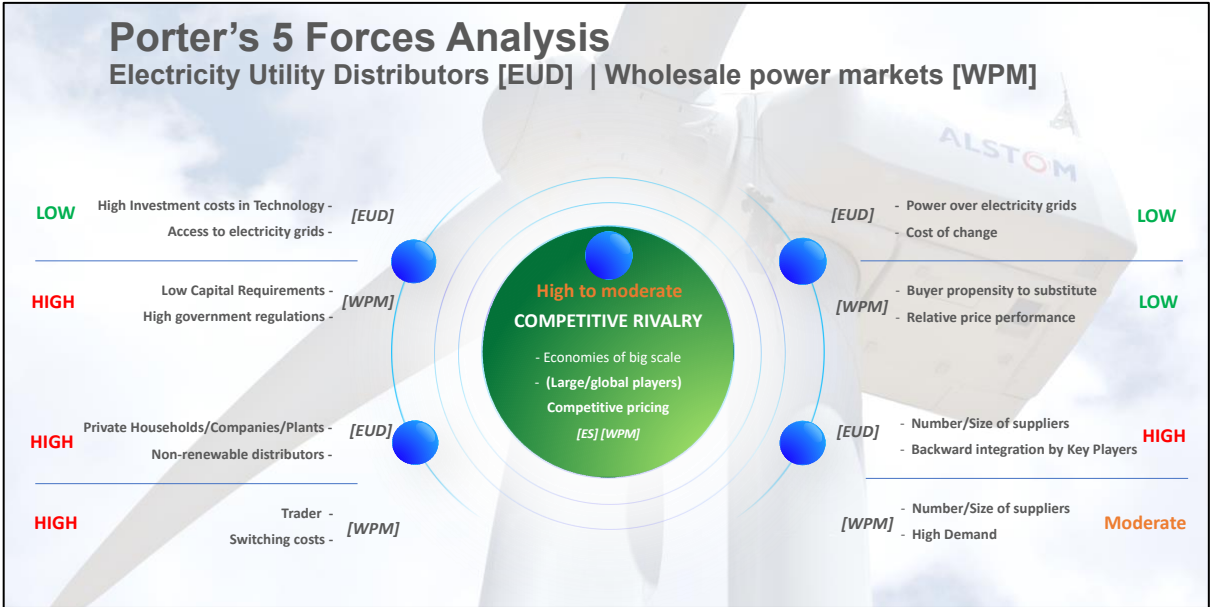 Porter's 5 Forces Analysis
Electricity Utility Distributors [EUD] | Wholesale power markets [WPM]
ALSTOM
LOW
High Investment costs in Technology -
Access to electricity grids -
[EUD]
HIGH
Low Capital Requirements -
High government regulations -
[WPM]
HIGH
Private Households/Companies/Plants -
Non-renewable distributors -
[EUD]
HIGH
Trader -
Switching costs -
[WPM]
High to moderate
COMPETITIVE RIVALRY
- Economies of big scale
- (Large/global players)
Competitive pricing
[ES] [WPM]
[EUD]
- Power over electricity grids
- Cost of change
LOW
[WPM]
- Buyer propensity to substitute
- Relative price performance
LOW
[EUD]
- Number/Size of suppliers
- Backward integration by Key Players
HIGH
[WPM]
- Number/Size of suppliers
- High Demand
Moderate